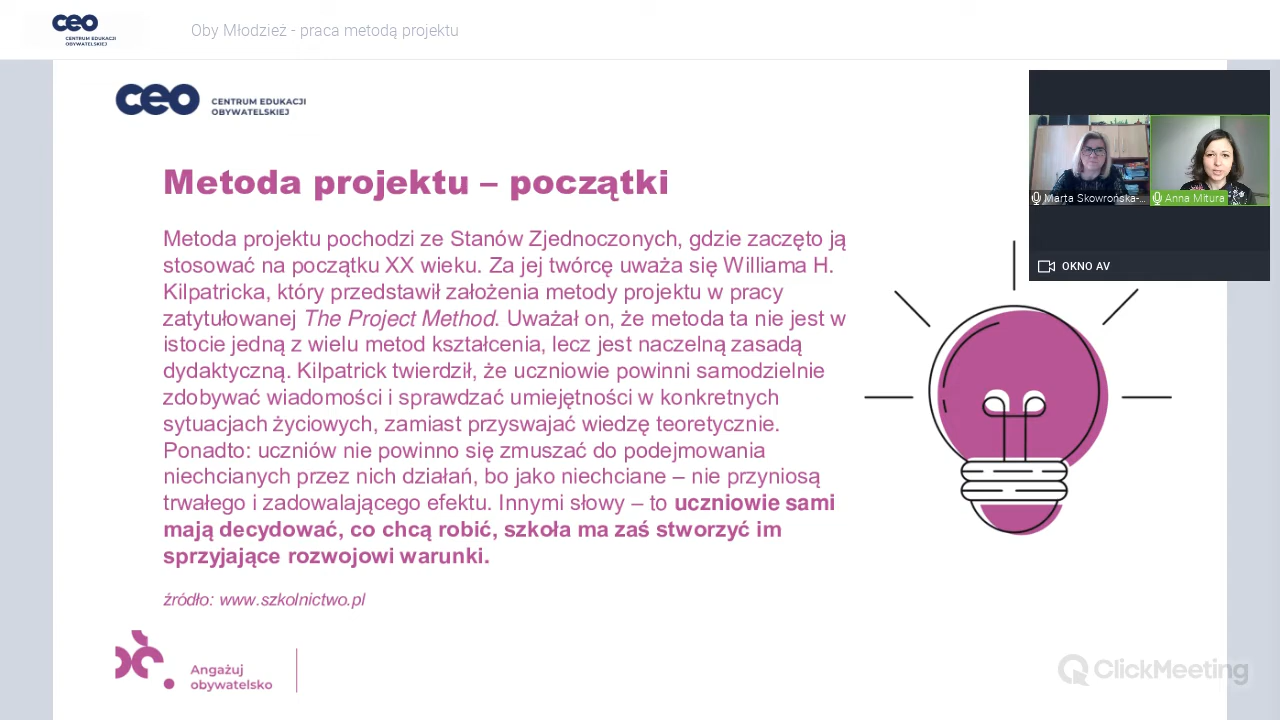 ceo
CENTRUM EDUKACJI
OBYWATELSKIEJ
Oby Młodzież - praca metodą projektu
ceo
CENTRUM EDUKACJI
OBYWATELSKIEJ
Marta Skowrońska-...
Anna Mitura
OKNO AV
Metoda projektu – początki
Metoda projektu pochodzi ze Stanów Zjednoczonych, gdzie zaczęto ją
stosować na początku XX wieku. Za jej twórcę uważa się Williama H.
Kilpatricka, który przedstawił założenia metody projektu w pracy
zatytułowanej The Project Method. Uważał on, że metoda ta nie jest w
istocie jedną z wielu metod kształcenia, lecz jest naczelną zasadą
dydaktyczną. Kilpatrick twierdził, że uczniowie powinni samodzielnie
zdobywać wiadomości i sprawdzać umiejętności w konkretnych
sytuacjach życiowych, zamiast przyswajać wiedzę teoretycznie.
Ponadto: uczniów nie powinno się zmuszać do podejmowania
niechcianych przez nich działań, bo jako niechciane – nie przyniosą
trwałego i zadowalającego efektu. Innymi słowy – to uczniowie sami
mają decydować, co chcą robić, szkoła ma zaś stworzyć im
sprzyjające rozwojowi warunki.
źródło: www.szkolnictwo.pl
Angażuj
obywatelsko
ClickMeeting